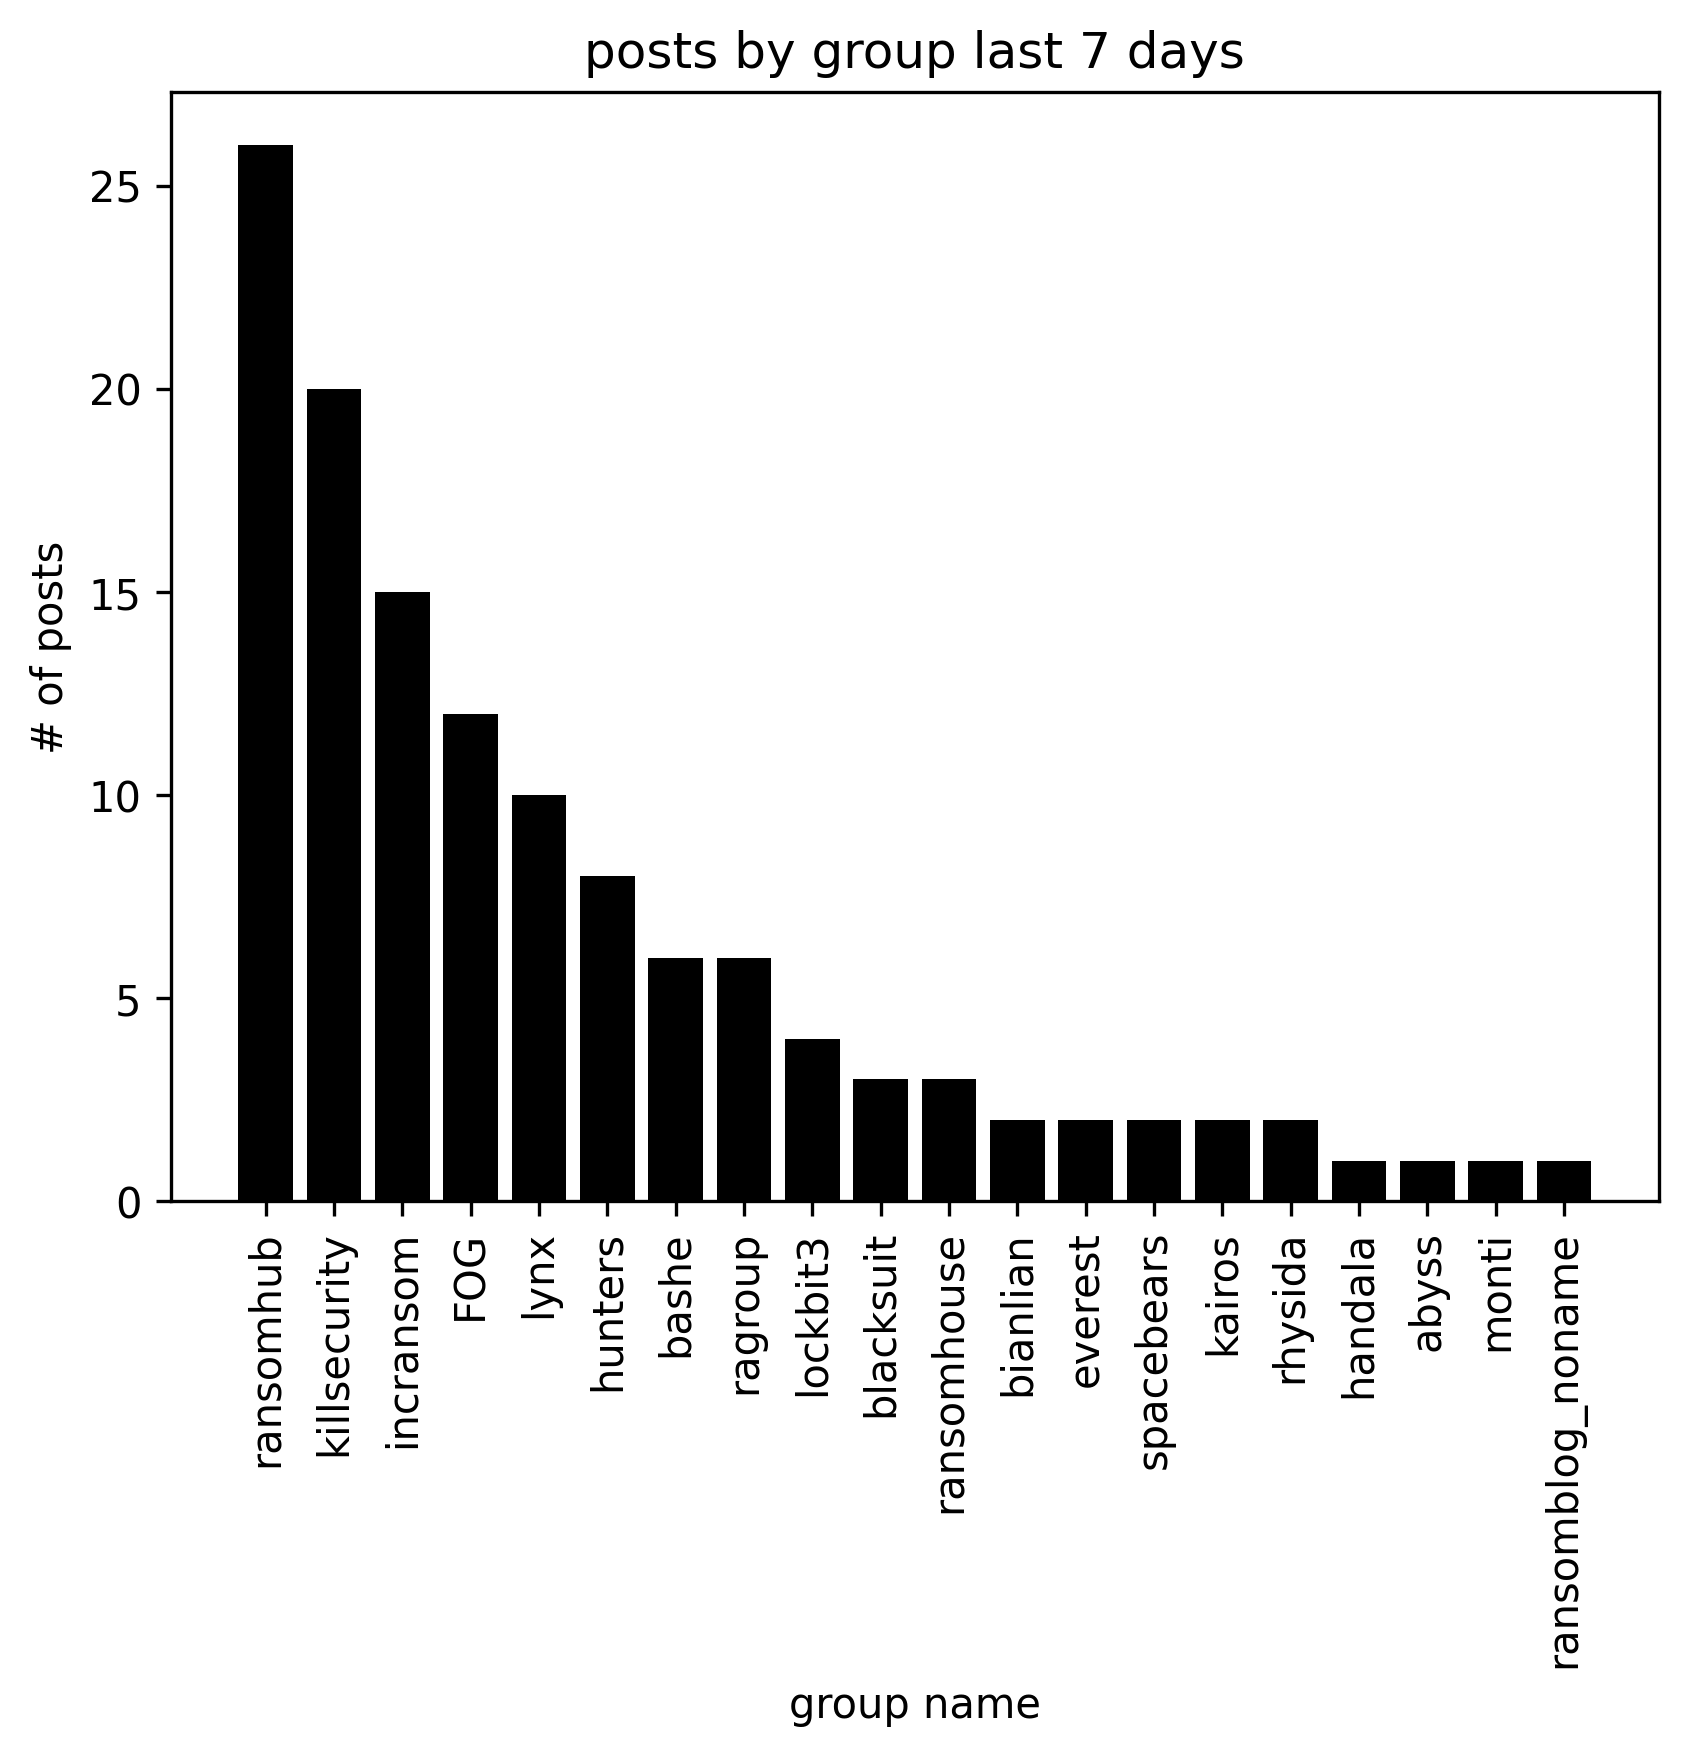 posts by group last 7 days
# of posts
25
20
15
10
5
0
ransomhub
killsecurity
incransom
FOG
lynx
hunters
bashe
ragroup
lockbit3
blacksuit
ransomhouse
bianlian
everest
spacebears
kairos
rhysida
handala
abyss
monti
ransomblog_noname
group name